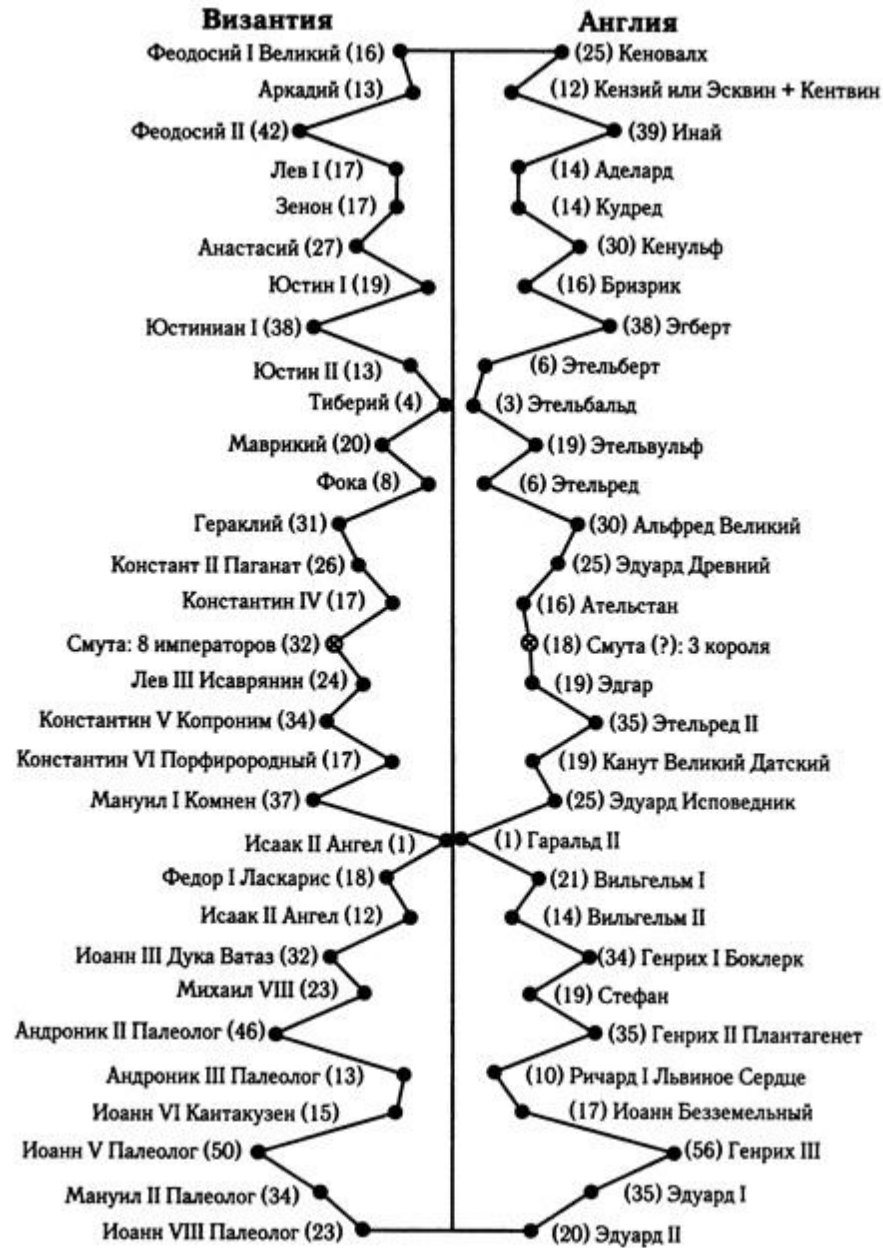 Византия Англия
Феодосий I Великий (16) (25) Кеновалх
Аркадий (13) (12) Кензий или Эсквин + Кентвин
Феодосий II (42) (39) Инай
Лев I (17) (14) Аделард
Зенон (17) (14) Кудред
Анастасий (27) (30) Кенульф
Юстин I (19) (16) Бризрик
Юстиниан I (38) (38) Эгберт
Юстин II (13) (6) Этельберт
Тиберий (4) (3) Этельбальд
Маврикий (20) (19) Этельвульф
Фока (8) (6) Этельред
Гераклий (31) (30) Альфред Великий
Констант II Паганат (26) (25) Эдуард Древний
Константин IV (17) (16) Ательстан
Смута: 8 императоров (32) (18) Смута (?): 3 короля
Лев III Исаврянин (24) (19) Эдгар
Константин V Копроним (34) (35) Этельред II
Константин VI Порфирородный (17) (19) Канут Великий Датский
Мануил I Комнен (37) (25) Эдуард Исповедник
Исаак II Ангел (1) (1) Гаральд II
Федор I Ласкарис (18) (21) Вильгельм I
Исаак II Ангел (12) (14) Вильгельм II
Иоанн III Дука Ватаз (32) (34) Генрих I Боклерк
Михаил VIII (23) (19) Стефан
Андроник II Палеолог (46) (35) Генрих II Плантагенет
Андроник III Палеолог (13) (10) Ричард I Львиное Сердце
Иоанн VI Кантакузен (15) (17) Иоанн Безземельный
Иоанн V Палеолог (50) (56) Генрих III
Мануил II Палеолог (34) (35) Эдуард I
Иоанн VIII Палеолог (23) (20) Эдуард II